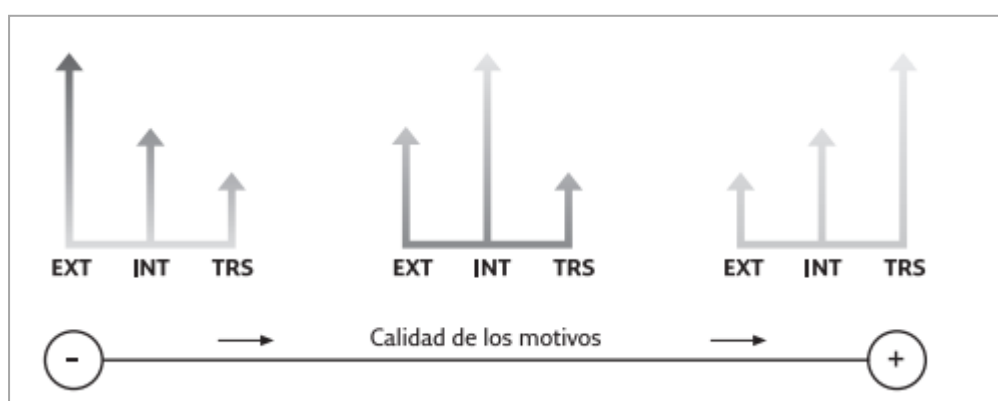 EXT INT TRS EXT INT TRS EXT INT TRS
- Calidad de los motivos +